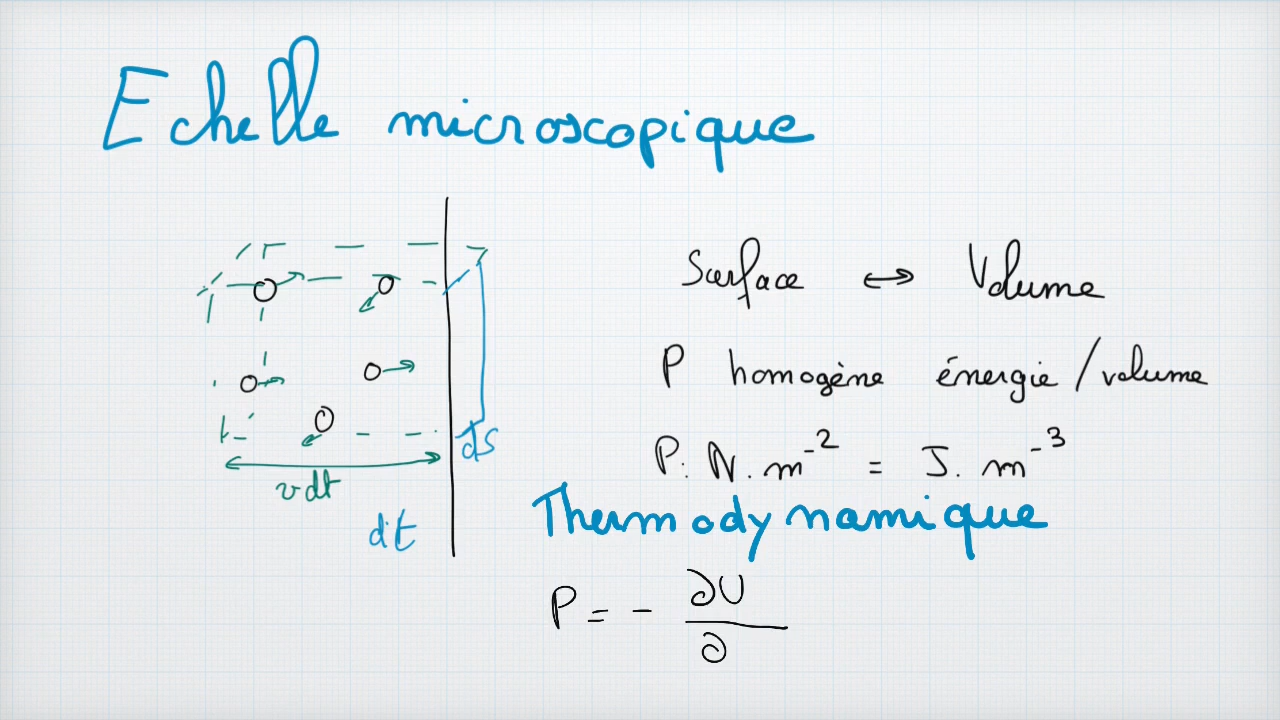 Echelle microscopique
Surface ↔ Volume
P homogène énergie/volume
P: N.m⁻² = J.m⁻³
dS
vdt
dt
Thermodynamique
P = - ∂U
∂